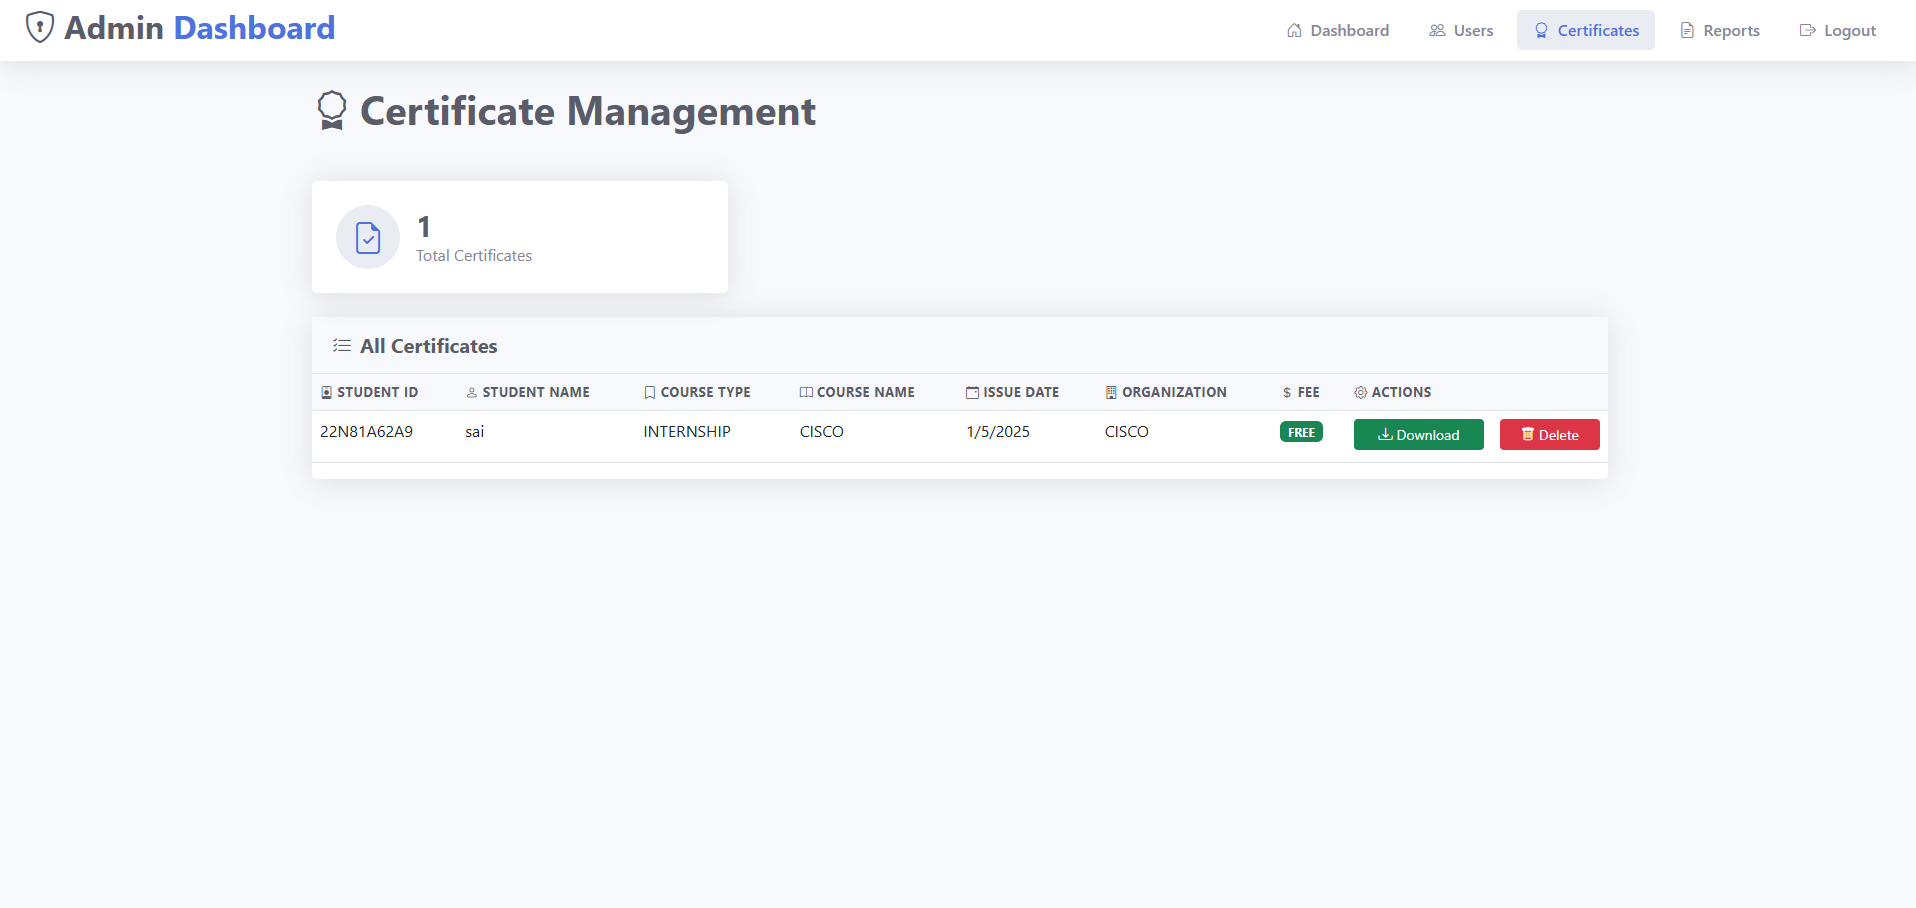 Admin Dashboard
Dashboard Users Certificates Reports Logout
Certificate Management
1
Total Certificates
All Certificates
STUDENT ID STUDENT NAME COURSE TYPE COURSE NAME ISSUE DATE ORGANIZATION $ FEE ACTIONS
22N81A62A9 sai INTERNSHIP CISCO 1/5/2025 CISCO FREE Download Delete